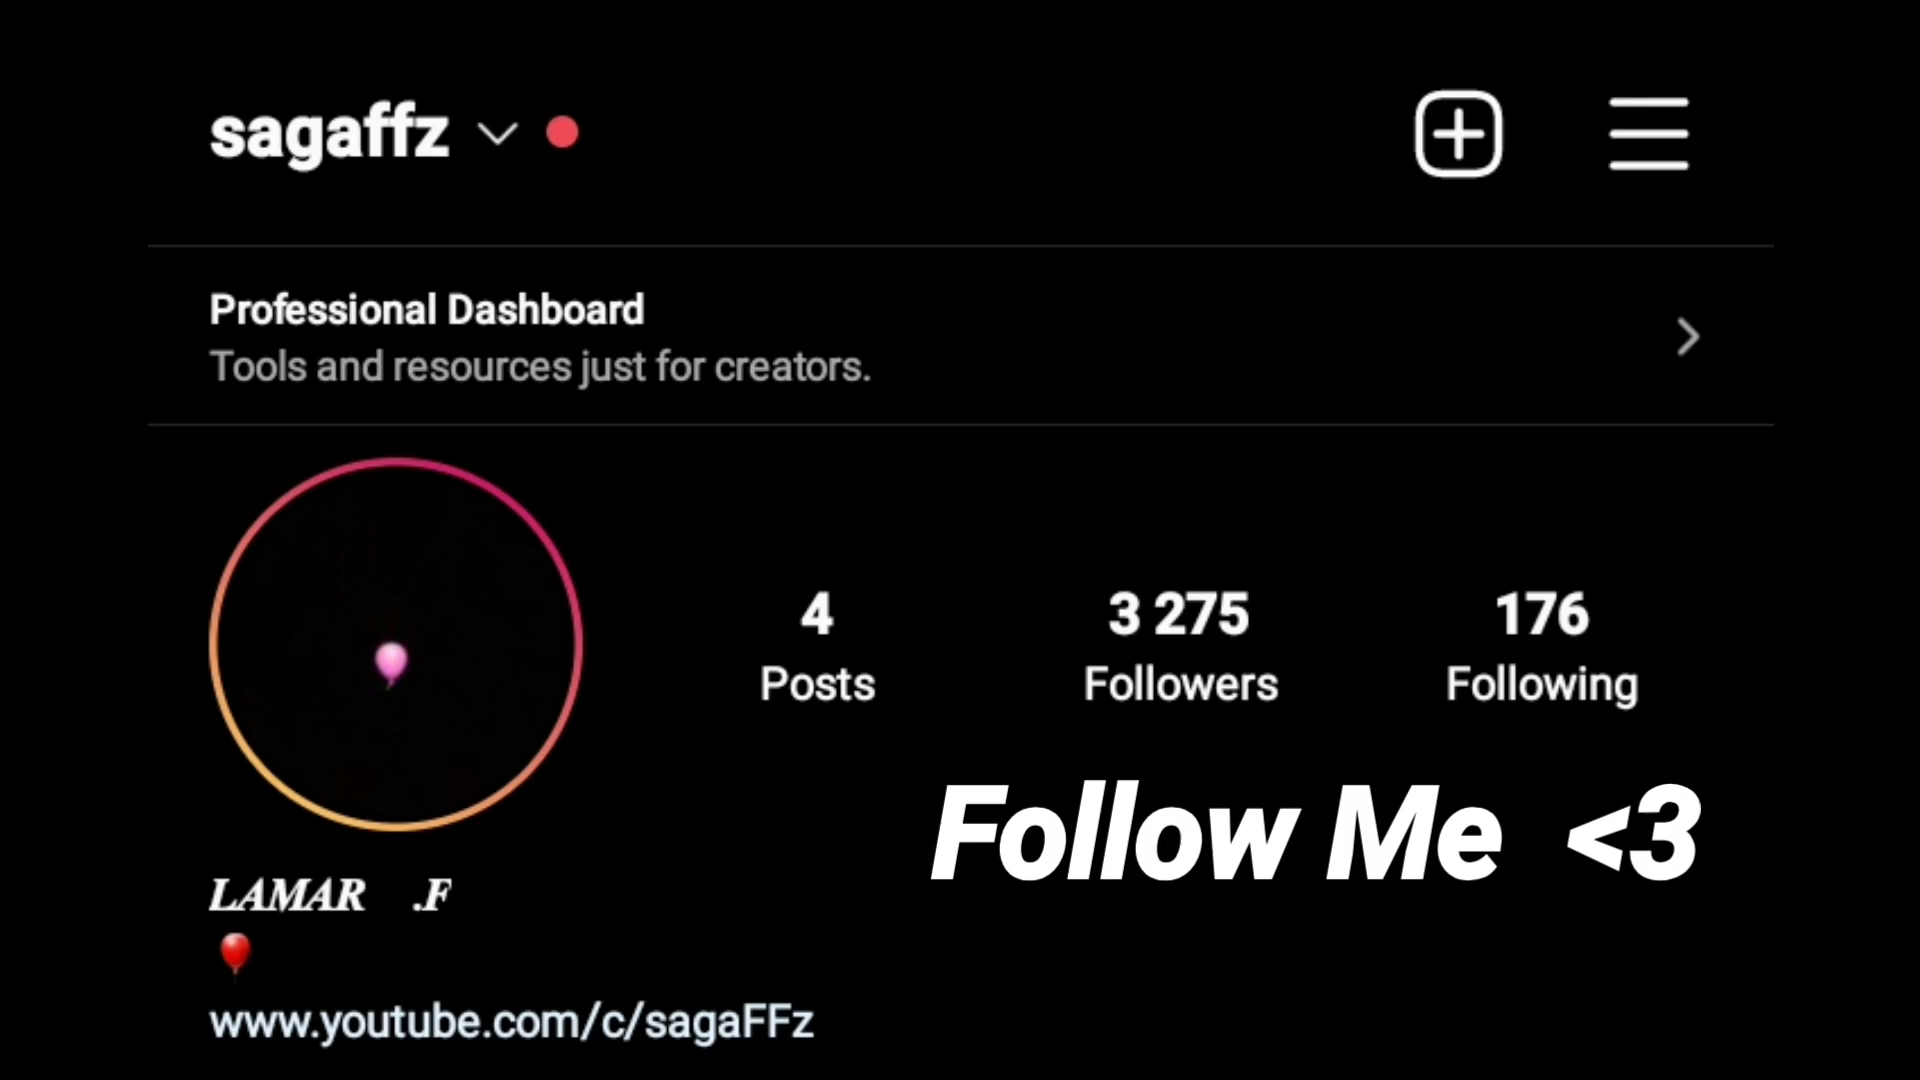 sagaffz
Professional Dashboard
Tools and resources just for creators.
4 3 275 176
Posts Followers Following
Follow Me <3
LAMAR .F
www.youtube.com/c/sagaFFz